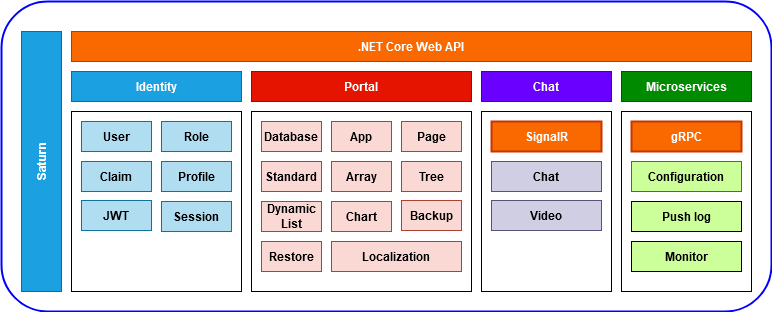 Saturn
.NET Core Web API
Identity
Portal
Chat
Microservices
User
Role
Claim
Profile
JWT
Session
Database
App
Page
Standard
Array
Tree
Dynamic
List
Chart
Backup
Restore
Localization
SignalR
Chat
Video
gRPC
Configuration
Push log
Monitor